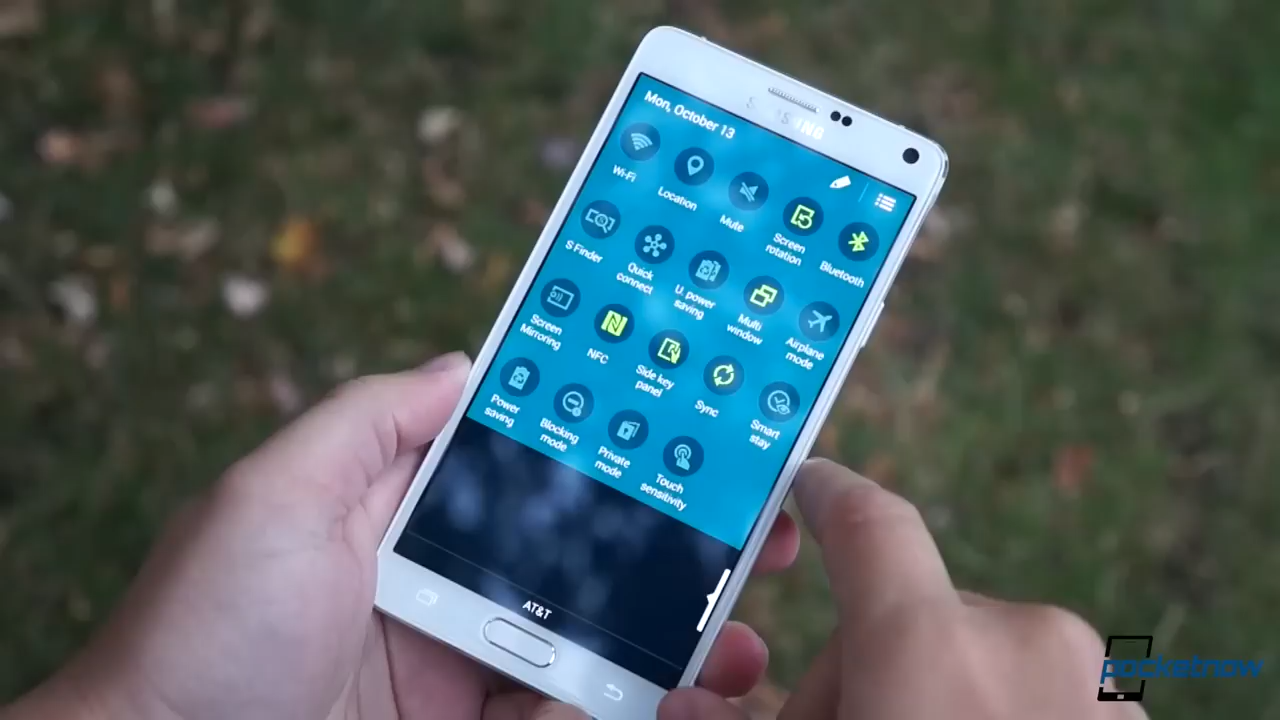 SAMSUNG
Mon, October 13
Wi-Fi
Location
Mute
Screen
rotation
Bluetooth
S Finder
Quick
connect
U. power
saving
Multi
window
Airplane
mode
Screen
Mirroring
NFC
Side key
panel
Sync
Smart
stay
Power
saving
Blocking
mode
Private
mode
Touch
sensitivity
AT&T
pocketnow